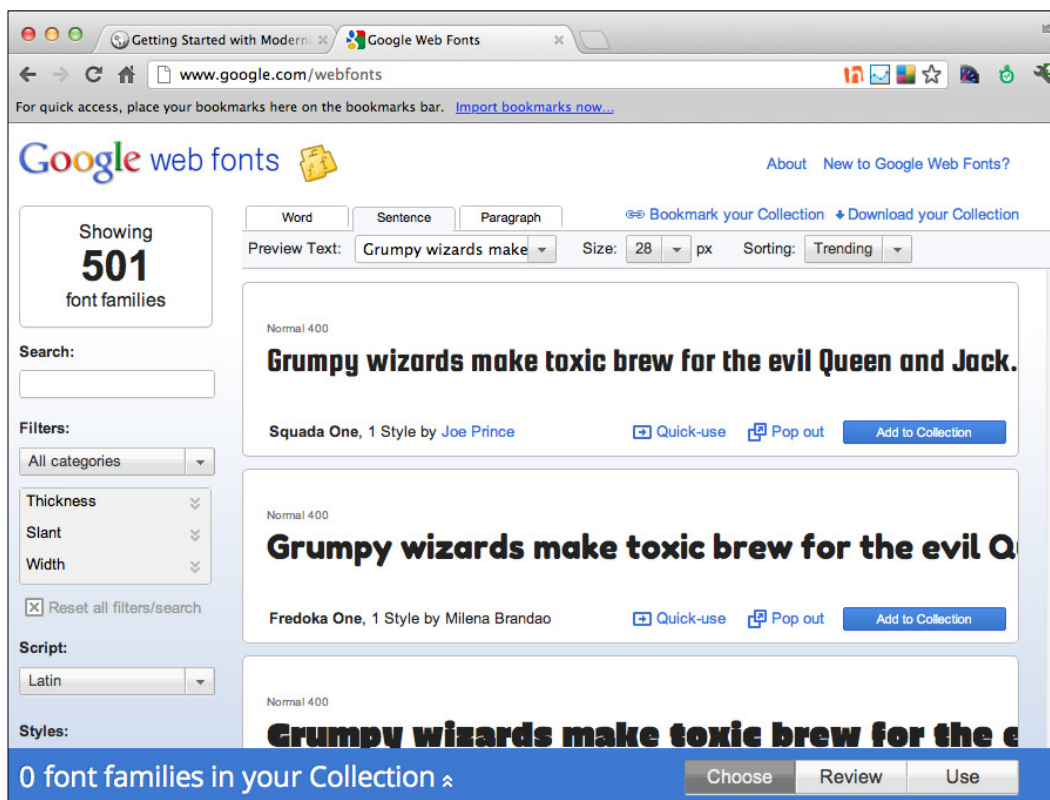 Getting Started with Moderni
Google Web Fonts
www.google.com/webfonts
For quick access, place your bookmarks here on the bookmarks bar. Import bookmarks now...
Google web fonts
About New to Google Web Fonts?
Showing
501
font families
Word Sentence Paragraph
Bookmark your Collection Download your Collection
Preview Text: Grumpy wizards make Size: 28 px Sorting: Trending
Search:
Filters:
All categories
Thickness
Slant
Width
Reset all filters/search
Script:
Latin
Styles:
Normal 400
Grumpy wizards make toxic brew for the evil Queen and Jack.
Squada One, 1 Style by Joe Prince Quick-use Pop out Add to Collection
Normal 400
Grumpy wizards make toxic brew for the evil Qu
Fredoka One, 1 Style by Milena Brandao Quick-use Pop out Add to Collection
Normal 400
Grumpy wizards make toxic brew for the e
0 font families in your Collection Choose Review Use